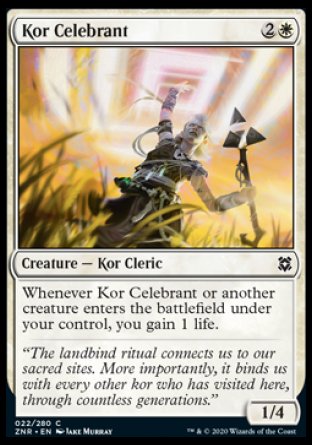 Kor Celebrant 2
Creature — Kor Cleric
Whenever Kor Celebrant or another
creature enters the battlefield under
your control, you gain 1 life.
“The landbind ritual connects us to our
sacred sites. More importantly, it binds us
with every other kor who has visited here,
through countless generations.”
1/4
022/280 C
ZNR • EN Jake Murray
™ & © 2020 Wizards of the Coast